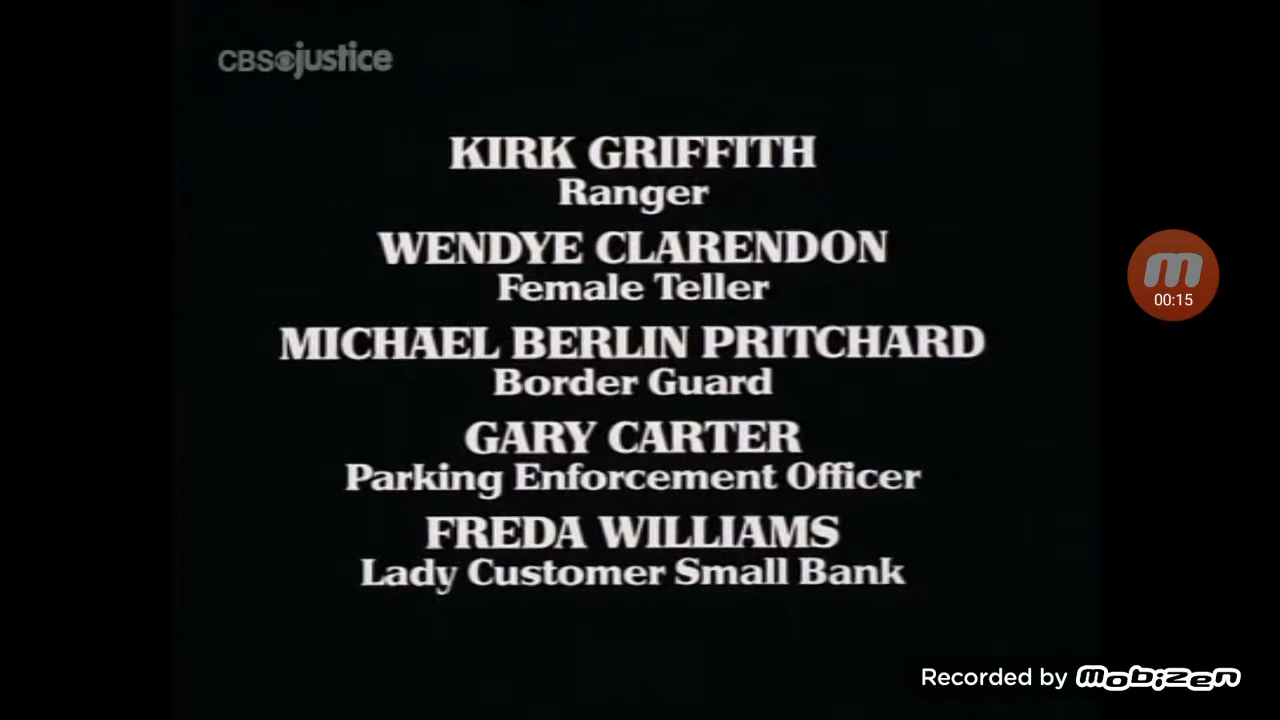 CBS justice
KIRK GRIFFITH
Ranger
WENDYE CLARENDON
Female Teller
MICHAEL BERLIN PRITCHARD
Border Guard
GARY CARTER
Parking Enforcement Officer
FREDA WILLIAMS
Lady Customer Small Bank
00:15
Recorded by mobizen